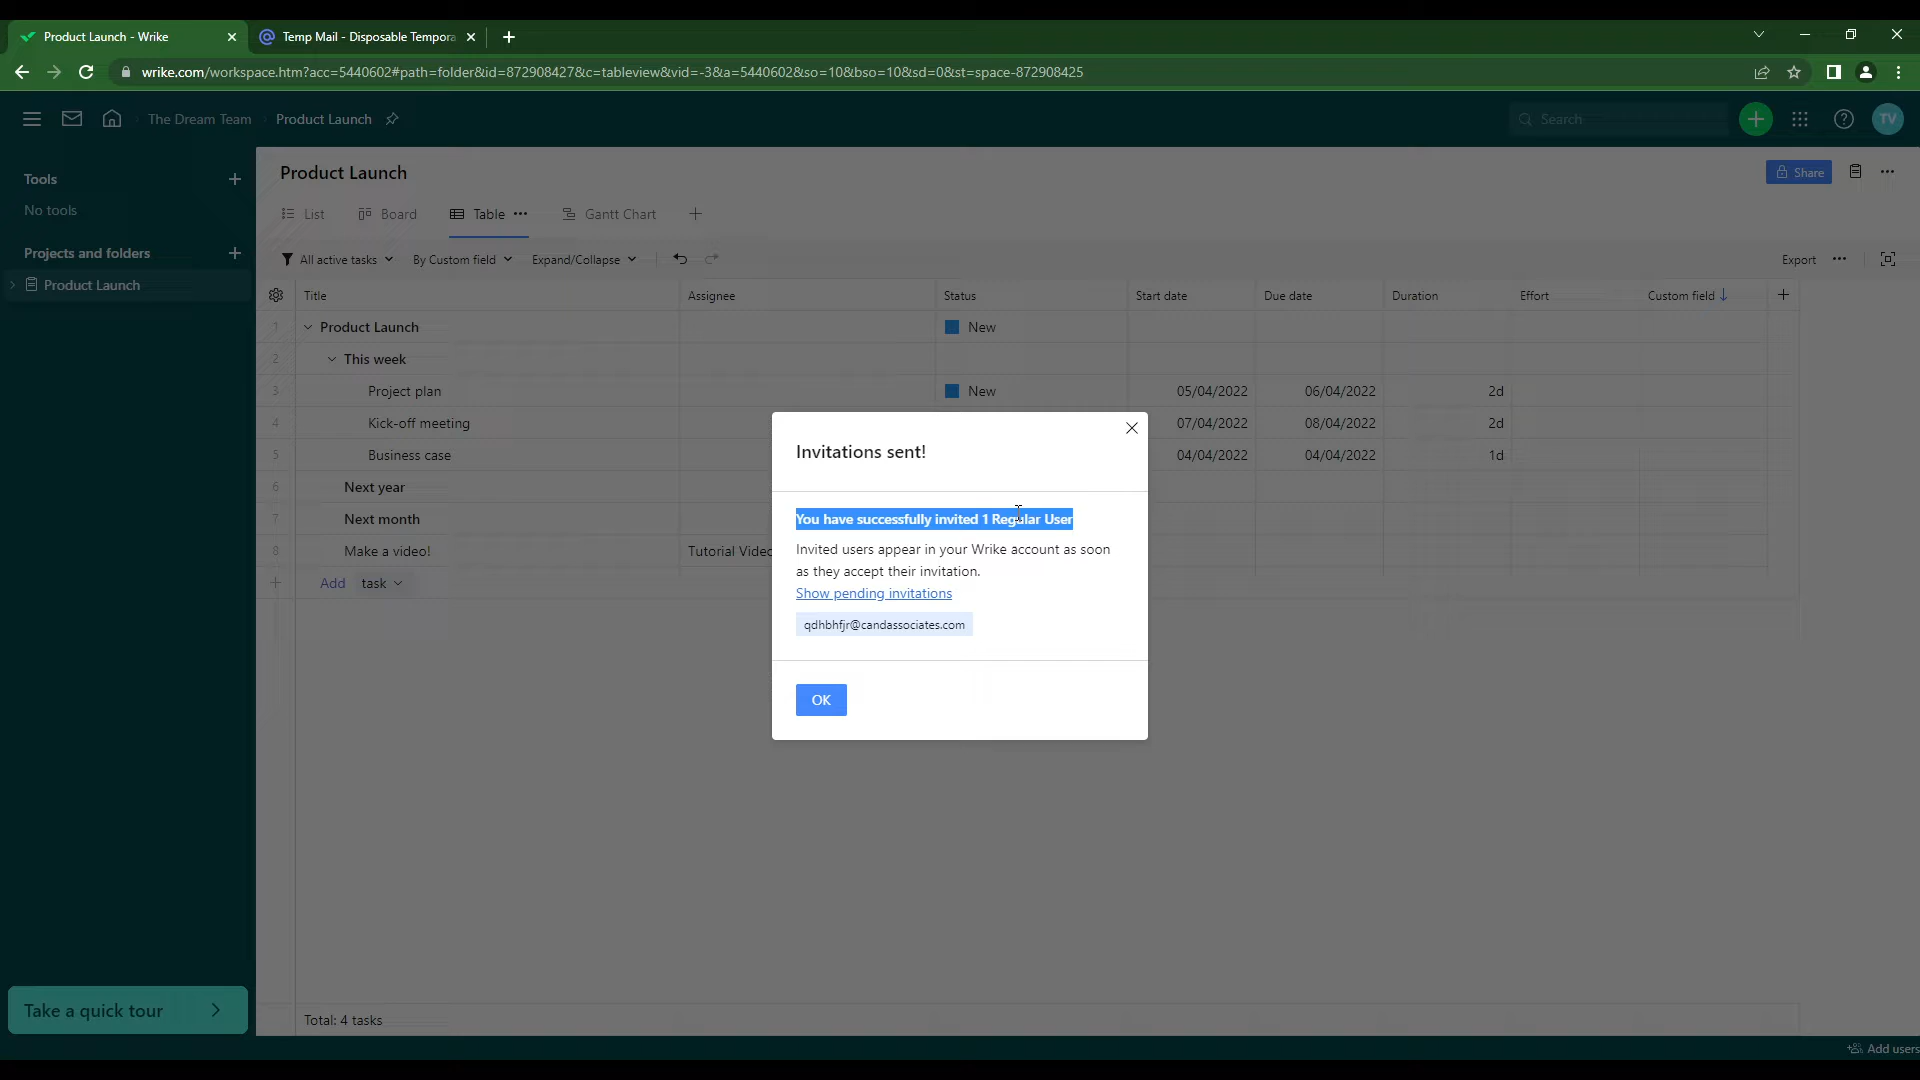 Product Launch - Wrike
Temp Mail - Disposable Tempora
wrike.com/workspace.htm?acc=5440602#path=folder&id=872908427&c=tableview&vid=-3&a=5440602&so=10&bso=10&sd=0&st=space-872908425
The Dream Team
Product Launch
Search
TV
Tools
No tools
Projects and folders
Product Launch
Product Launch
Share
List
Board
Table
Gantt Chart
All active tasks
By Custom field
Expand/Collapse
Export
Title
Assignee
Status
Start date
Due date
Duration
Effort
Custom field
1 Product Launch New
2 This week
3 Project plan New 05/04/2022 06/04/2022 2d
4 Kick-off meeting 07/04/2022 08/04/2022 2d
5 Business case 04/04/2022 04/04/2022 1d
6 Next year
7 Next month
8 Make a video! Tutorial Video
Add task
Invitations sent!
You have successfully invited 1 Regular User
Invited users appear in your Wrike account as soon
as they accept their invitation.
Show pending invitations
qdhbhfjr@candassociates.com
OK
Take a quick tour
Total: 4 tasks
Add users